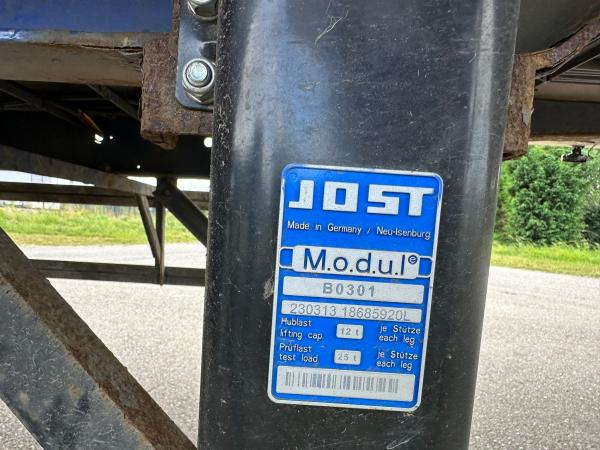 JOST
Made in Germany / Neu-Isenburg
M.o.d.u.l e
B0301
230313 18685920L
Hublast 12 t je Stütze
lifting cap. each leg
Prüflast 25 t je Stütze
test load each leg